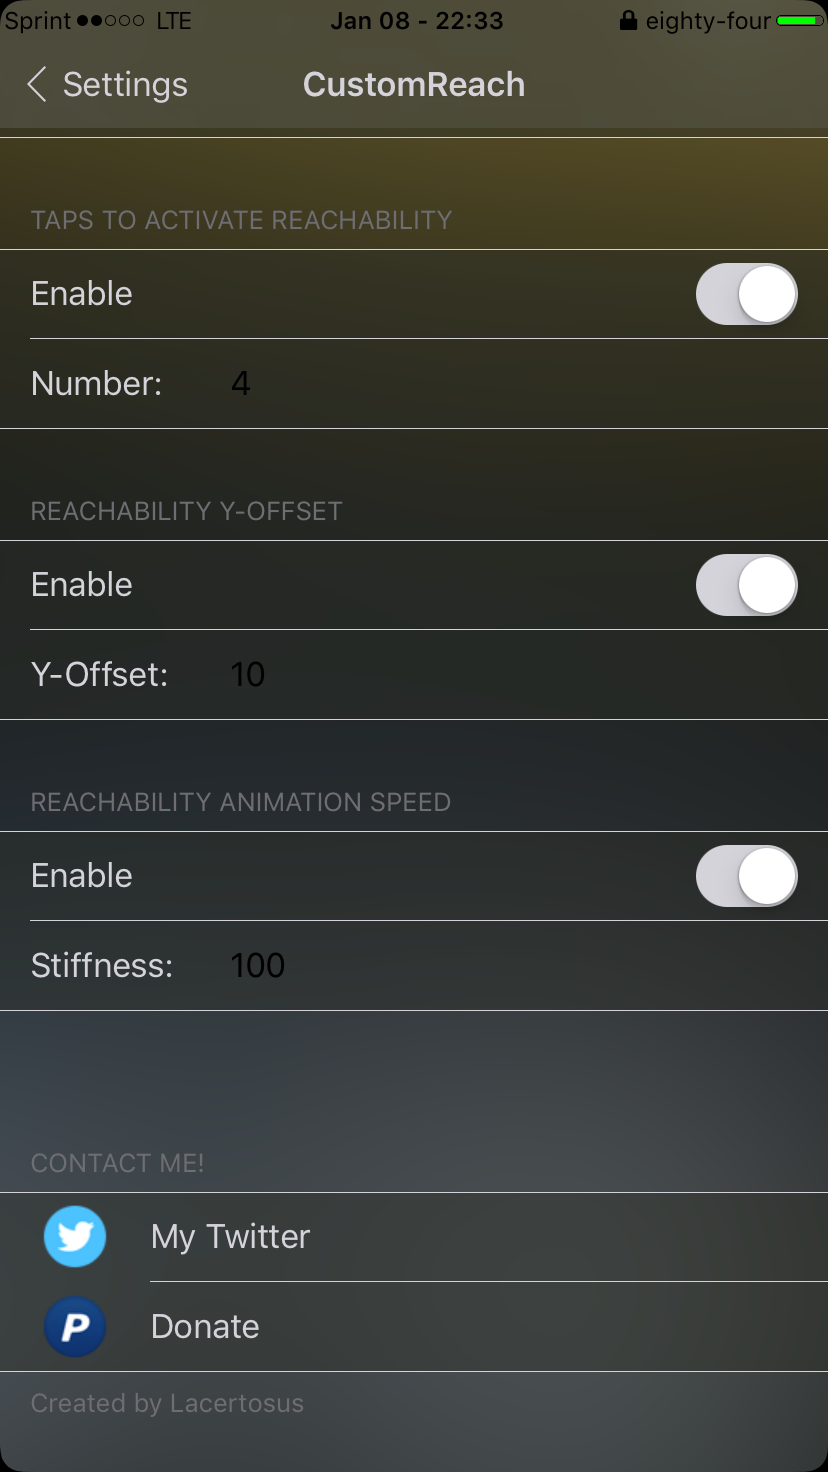 Sprint LTE Jan 08 - 22:33 eighty-four
Settings CustomReach
TAPS TO ACTIVATE REACHABILITY
Enable
Number: 4
REACHABILITY Y-OFFSET
Enable
Y-Offset: 10
REACHABILITY ANIMATION SPEED
Enable
Stiffness: 100
CONTACT ME!
My Twitter
Donate
Created by Lacertosus